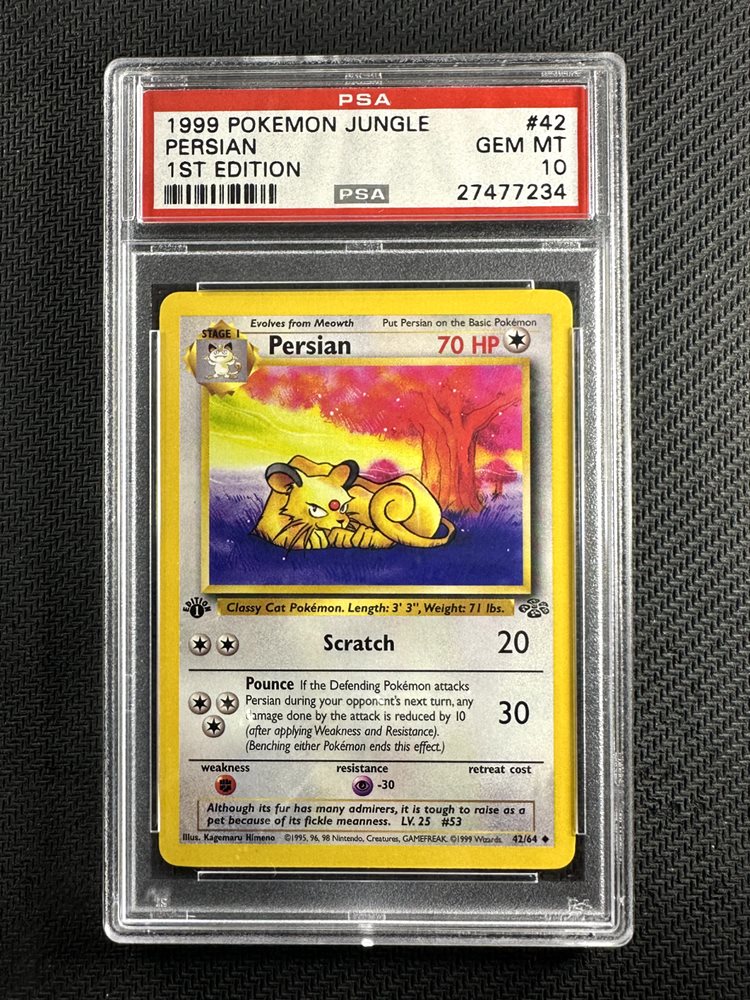 PSA
1999 POKEMON JUNGLE #42
PERSIAN GEM MT
1ST EDITION 10
PSA 27477234
Evolves from Meowth Put Persian on the Basic Pokémon
STAGE 1
Persian 70 HP
EDITION 1
Classy Cat Pokémon. Length: 3' 3", Weight: 71 lbs.
Scratch 20
Pounce If the Defending Pokémon attacks
Persian during your opponent's next turn, any
damage done by the attack is reduced by 10
(after applying Weakness and Resistance).
(Benching either Pokémon ends this effect.)
30
weakness resistance retreat cost
-30
Although its fur has many admirers, it is tough to raise as a
pet because of its fickle meanness. LV. 25 #53
Illus. Kagemaru Himeno ©1995, 96, 98 Nintendo, Creatures, GAMEFREAK. ©1999 Wizards. 42/64